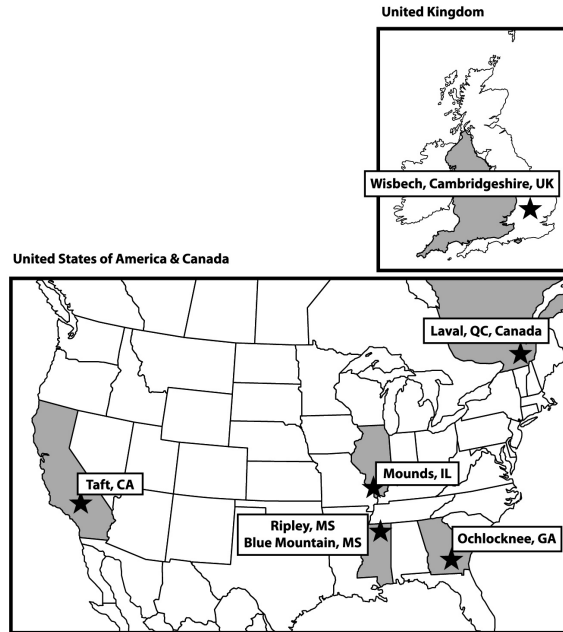 United Kingdom
Wisbech, Cambridgeshire, UK
United States of America & Canada
Laval, QC, Canada
Taft, CA
Mounds, IL
Ripley, MS
Blue Mountain, MS
Ochlocknee, GA